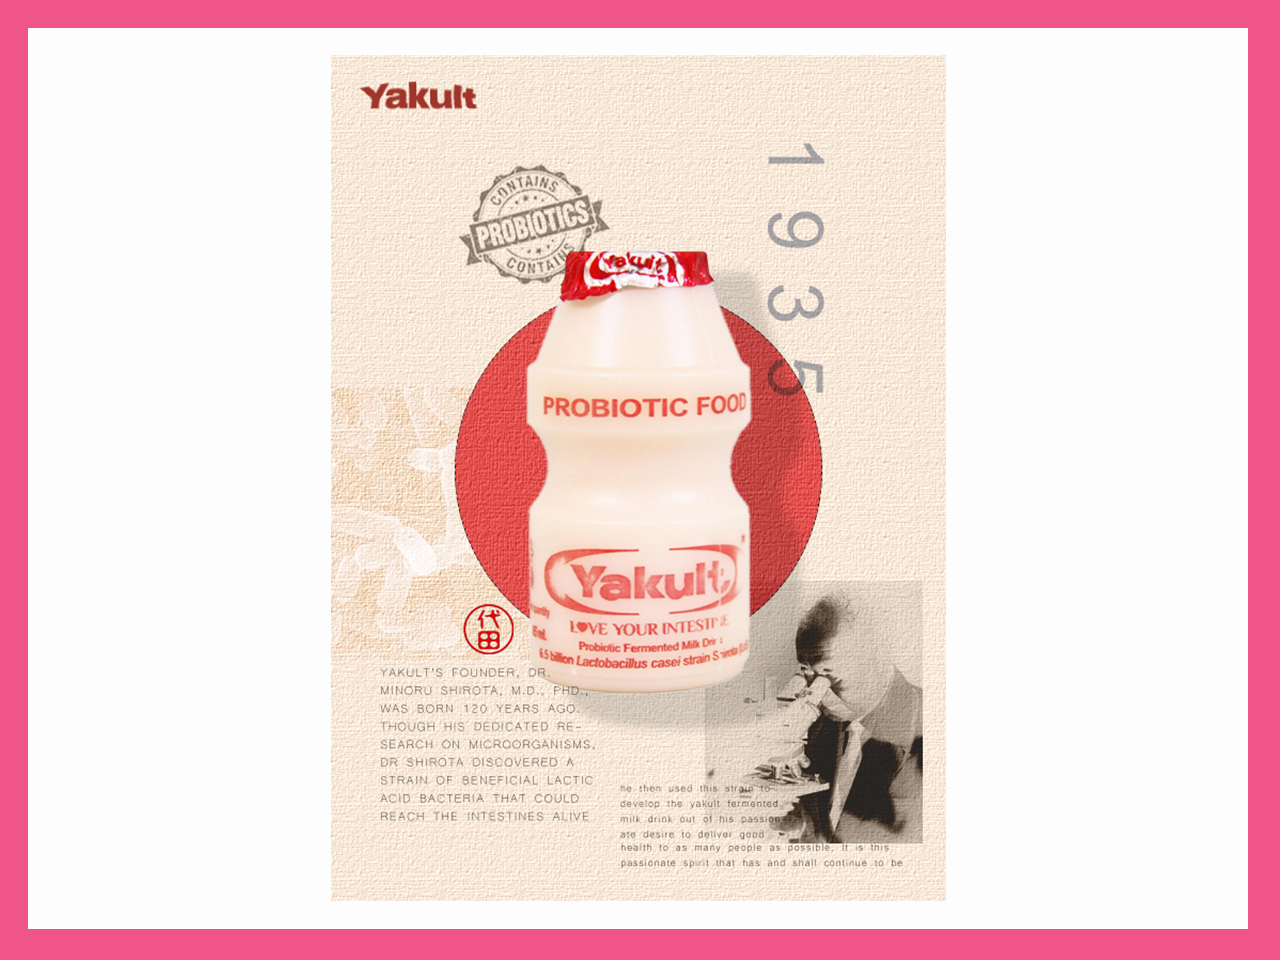 Yakult
1935
CONTAINS
PROBIOTICS
CONTAINS
Yakult
PROBIOTIC FOOD
Yakult
LOVE YOUR INTESTINE
Probiotic Fermented Milk Drin
6.5 billion Lactobacillus casei strain Shirota
代
田
YAKULT'S FOUNDER, DR.
MINORU SHIROTA, M.D., PHD.,
WAS BORN 120 YEARS AGO.
THOUGH HIS DEDICATED RE-
SEARCH ON MICROORGANISMS,
DR SHIROTA DISCOVERED A
STRAIN OF BENEFICIAL LACTIC
ACID BACTERIA THAT COULD
REACH THE INTESTINES ALIVE
he then used this strain to
develop the yakult fermented
milk drink out of his passion
ate desire to deliver good
health to as many people as possible. It is this
passionate spirit that has and shall continue to be